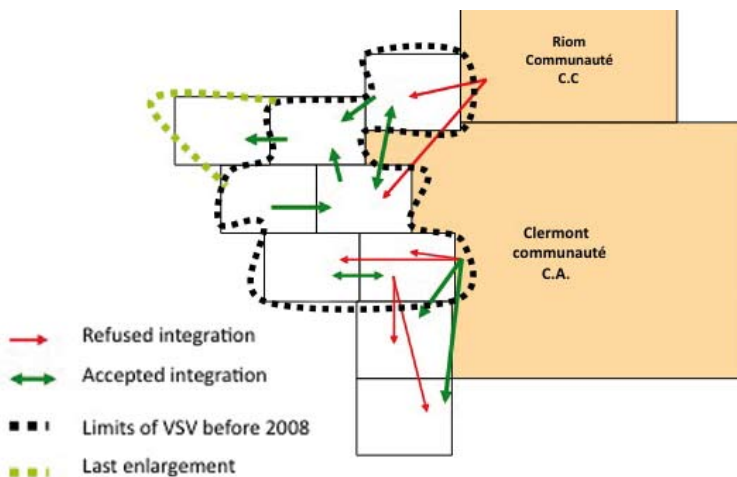 Riom
Communauté
C.C
Clermont
communauté
C.A.
Refused integration
Accepted integration
Limits of VSV before 2008
Last enlargement